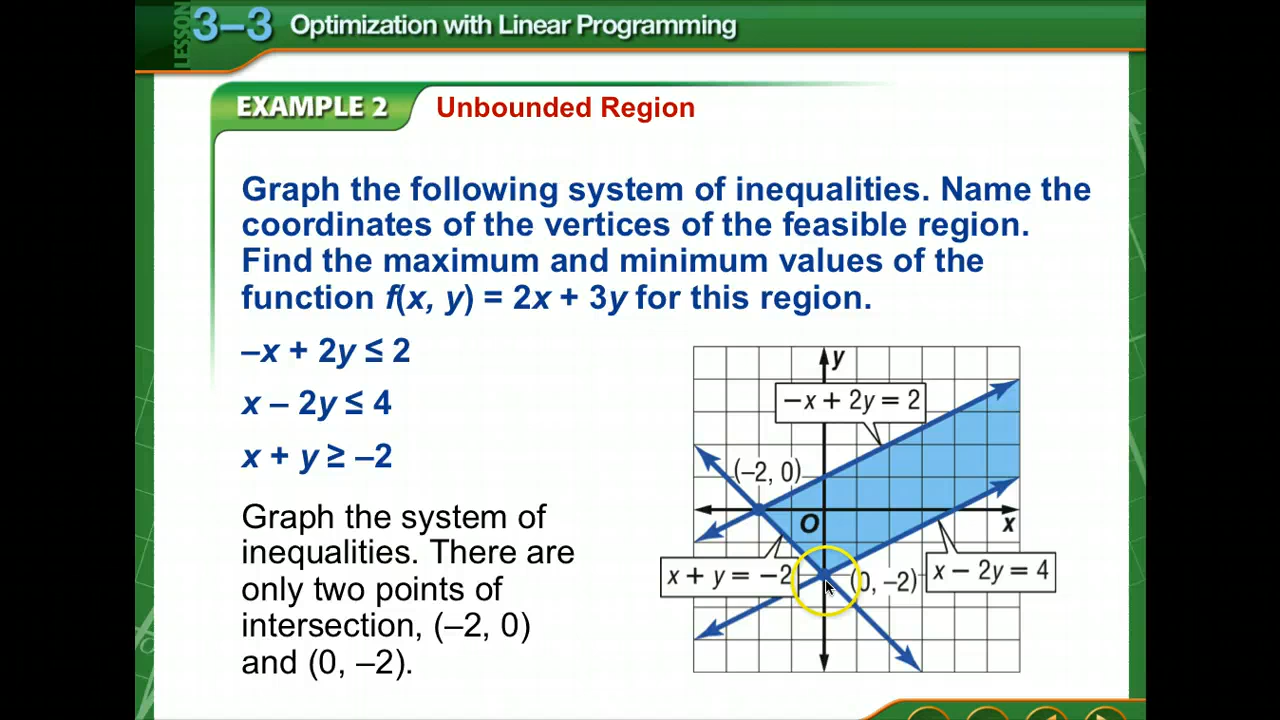 LESSON
3–3 Optimization with Linear Programming
EXAMPLE 2 Unbounded Region
Graph the following system of inequalities. Name the
coordinates of the vertices of the feasible region.
Find the maximum and minimum values of the
function f(x, y) = 2x + 3y for this region.
–x + 2y ≤ 2
x – 2y ≤ 4
x + y ≥ –2
Graph the system of
inequalities. There are
only two points of
intersection, (–2, 0)
and (0, –2).
y
−x + 2y = 2
(−2, 0)
O
x
x + y = −2
(0, −2)
x − 2y = 4